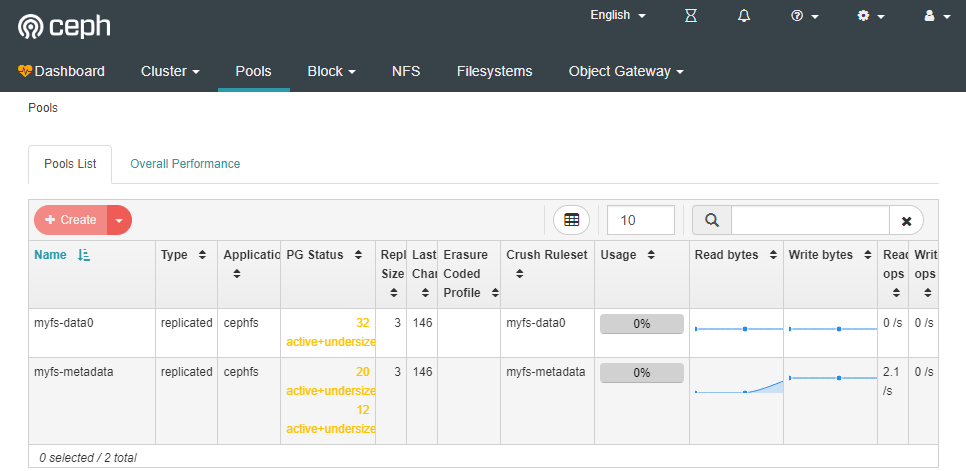 ceph
English
Dashboard Cluster Pools Block NFS Filesystems Object Gateway
Pools
Pools List Overall Performance
+ Create 10
Name Type Applicatio PG Status Repl Size Last Char Erasure Coded Profile Crush Ruleset Usage Read bytes Write bytes Read ops Writ ops
myfs-data0 replicated cephfs 32 active+undersize 3 146 myfs-data0 0% 0 /s 0 /s
myfs-metadata replicated cephfs 20 active+undersize 12 active+undersize 3 146 myfs-metadata 0% 2.1 /s 0 /s
0 selected / 2 total